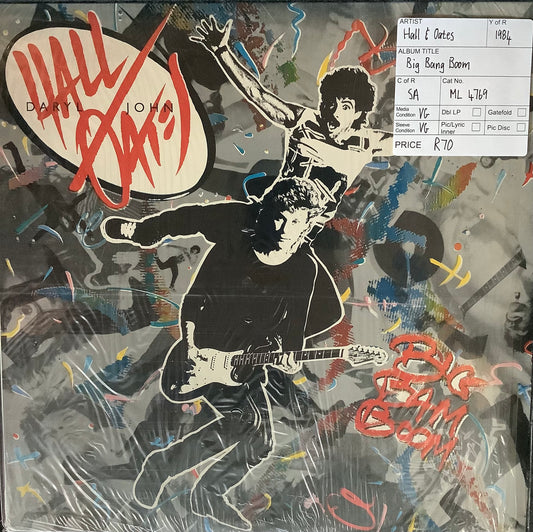 HALL
DARYL JOHN
OATES
BIG
BAM
BOOM
ARTIST
Hall & Oates
Y of R
1984
ALBUM TITLE
Big Bang Boom
C of R
SA
Cat No.
ML 4769
Media Condition VG
Dbl LP
Gatefold
Sleeve Condition VG
Pic/Lyric Inner
Pic Disc
PRICE R70